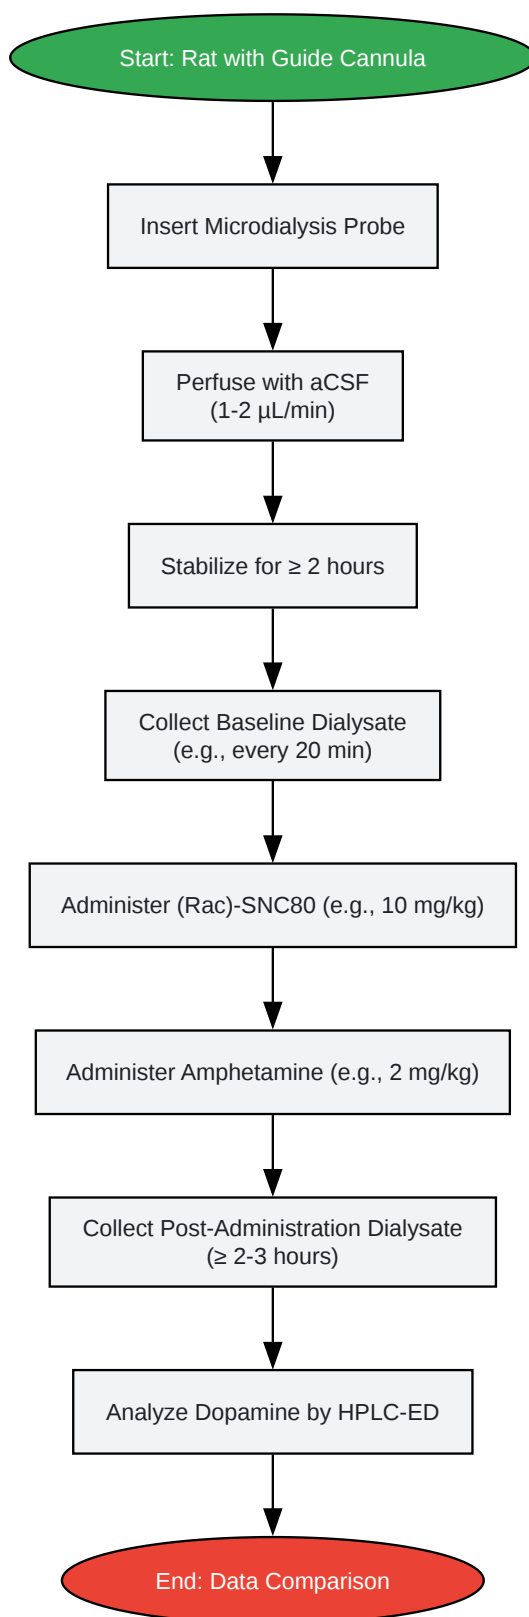 Start: Rat with Guide Cannula
Insert Microdialysis Probe
Perfuse with aCSF
(1-2 µL/min)
Stabilize for ≥ 2 hours
Collect Baseline Dialysate
(e.g., every 20 min)
Administer (Rac)-SNC80 (e.g., 10 mg/kg)
Administer Amphetamine (e.g., 2 mg/kg)
Collect Post-Administration Dialysate
(≥ 2-3 hours)
Analyze Dopamine by HPLC-ED
End: Data Comparison